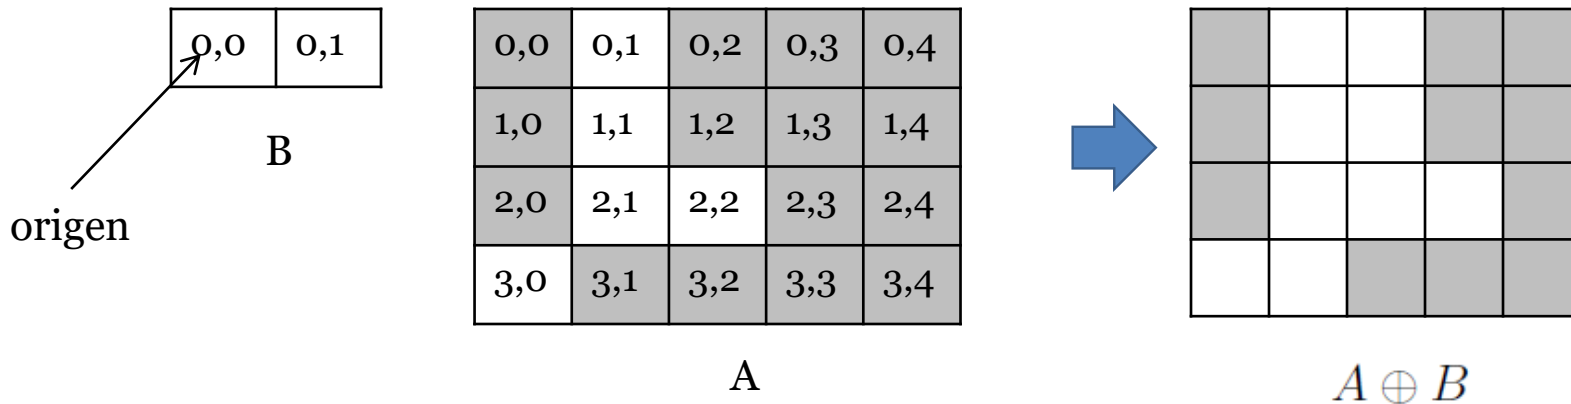 0,0 0,1
B
origen
0,0 0,1 0,2 0,3 0,4
1,0 1,1 1,2 1,3 1,4
2,0 2,1 2,2 2,3 2,4
3,0 3,1 3,2 3,3 3,4
A
A ⊕ B